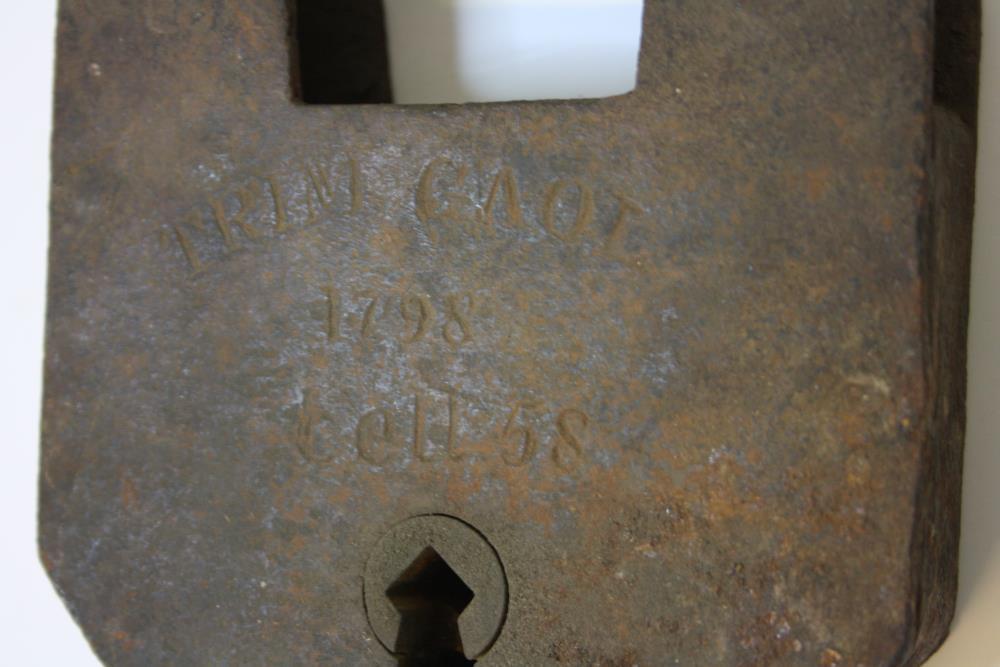 TRIM GAOL
1798
Cell 58